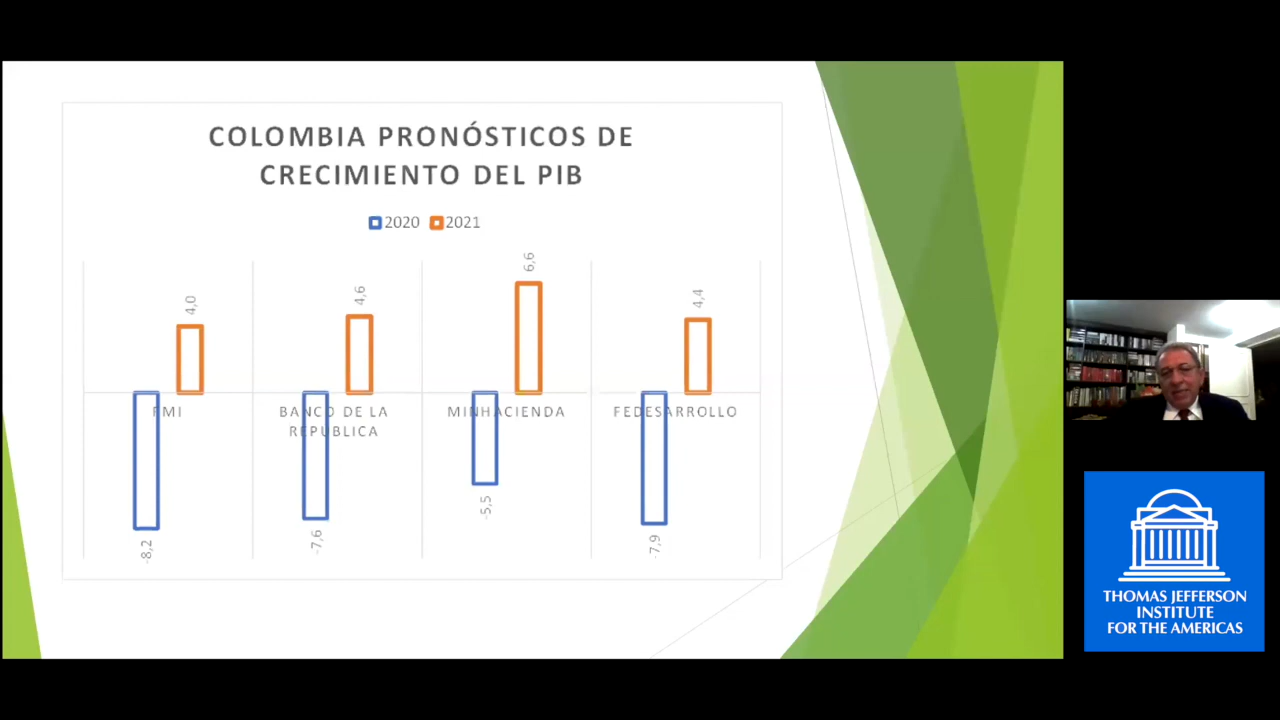 COLOMBIA PRONÓSTICOS DE
CRECIMIENTO DEL PIB
2020 2021
4,0
4,6
6,6
4,4
FMI
BANCO DE LA
REPUBLICA
MINHACIENDA
FEDESARROLLO
-8,2
-7,6
-5,5
-7,9
THOMAS JEFFERSON
INSTITUTE
FOR THE AMERICAS